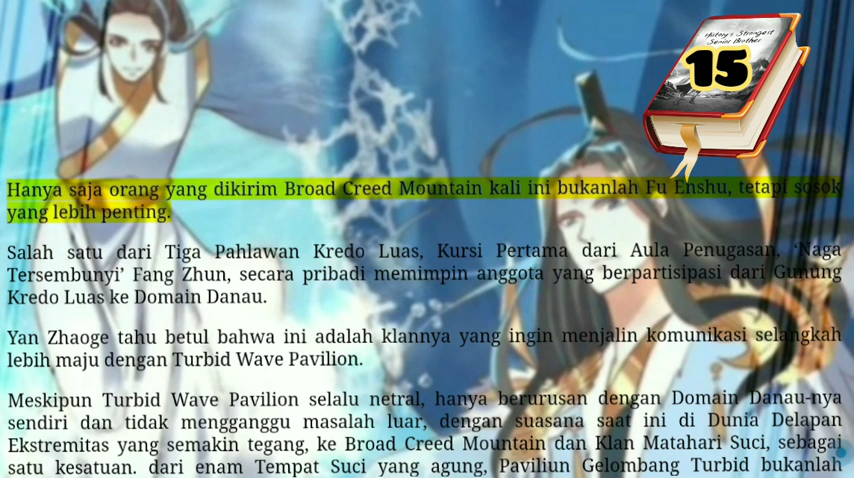 History's Strongest
Senior Brother
15
Hanya saja orang yang dikirim Broad Creed Mountain kali ini bukanlah Fu Enshu, tetapi sosok
yang lebih penting.
Salah satu dari Tiga Pahlawan Kredo Luas, Kursi Pertama dari Aula Penugasan, ‘Naga
Tersembunyi’ Fang Zhun, secara pribadi memimpin anggota yang berpartisipasi dari Gunung
Kredo Luas ke Domain Danau.
Yan Zhaoge tahu betul bahwa ini adalah klannya yang ingin menjalin komunikasi selangkah
lebih maju dengan Turbid Wave Pavilion.
Meskipun Turbid Wave Pavilion selalu netral, hanya berurusan dengan Domain Danau-nya
sendiri dan tidak mengganggu masalah luar, dengan suasana saat ini di Dunia Delapan
Ekstremitas yang semakin tegang, ke Broad Creed Mountain dan Klan Matahari Suci, sebagai
satu kesatuan. dari enam Tempat Suci yang agung, Paviliun Gelombang Turbid bukanlah